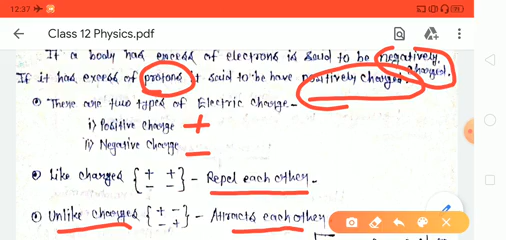 12:37
Class 12 Physics.pdf
If a body has excess of electrons is said to be negatively charged.
If it has excess of protons it said to be have positively charged.
There are two types of Electric Charge -
i) Positive Charge +
ii) Negative Charge -
Like charges { + + - - } - Repel each other -
Unlike charges { + - - + } - Attracts each other